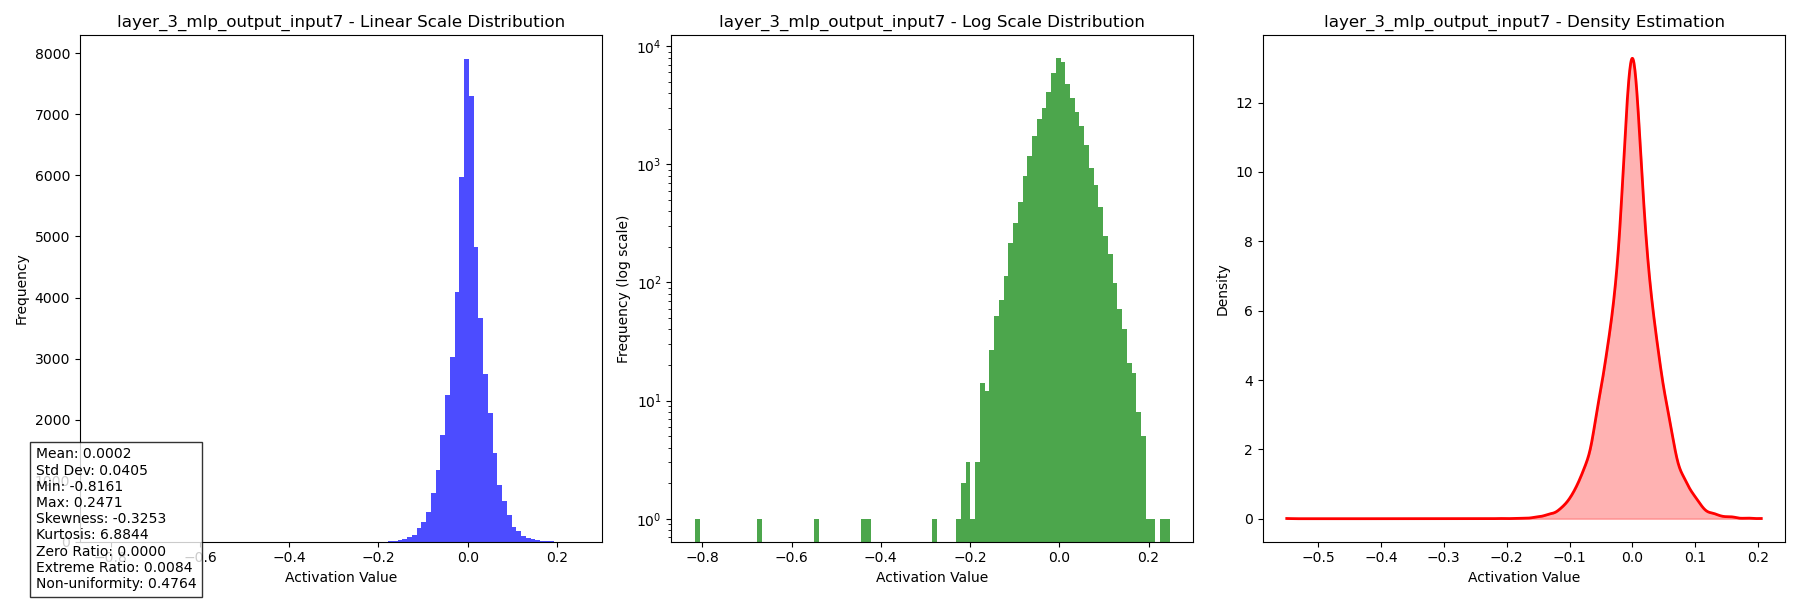 layer_3_mlp_output_input7 - Linear Scale Distribution
8000
7000
6000
5000
4000
3000
2000
Frequency
−0.6
−0.4
−0.2
0.0
0.2
Activation Value
Mean: 0.0002
Std Dev: 0.0405
Min: -0.8161
Max: 0.2471
Skewness: -0.3253
Kurtosis: 6.8844
Zero Ratio: 0.0000
Extreme Ratio: 0.0084
Non-uniformity: 0.4764
layer_3_mlp_output_input7 - Log Scale Distribution
10⁴
10³
10²
10¹
10⁰
Frequency (log scale)
−0.8
−0.6
−0.4
−0.2
0.0
0.2
Activation Value
layer_3_mlp_output_input7 - Density Estimation
12
10
8
6
4
2
0
Density
−0.5
−0.4
−0.3
−0.2
−0.1
0.0
0.1
0.2
Activation Value